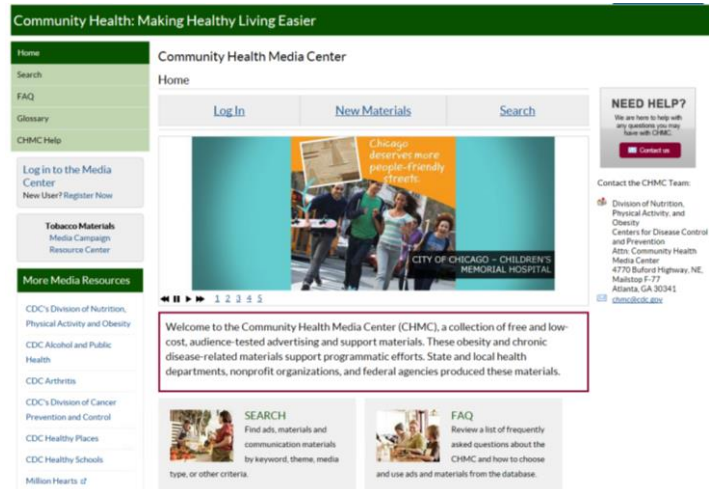 Community Health: Making Healthy Living Easier
Home
Search
FAQ
Glossary
CHMC Help
Log in to the Media
Center
New User? Register Now
Tobacco Materials
Media Campaign
Resource Center
More Media Resources
CDC's Division of Nutrition,
Physical Activity and Obesity
CDC Alcohol and Public
Health
CDC Arthritis
CDC's Division of Cancer
Prevention and Control
CDC Healthy Places
CDC Healthy Schools
Million Hearts
Community Health Media Center
Home
Log In
New Materials
Search
Chicago
deserves more
people-friendly
streets.
CITY OF CHICAGO – CHILDREN'S
MEMORIAL HOSPITAL
1 2 3 4 5
Welcome to the Community Health Media Center (CHMC), a collection of free and low-
cost, audience-tested advertising and support materials. These obesity and chronic
disease-related materials support programmatic efforts. State and local health
departments, nonprofit organizations, and federal agencies produced these materials.
SEARCH
Find ads, materials and
communication materials
by keyword, theme, media
type, or other criteria.
FAQ
Review a list of frequently
asked questions about the
CHMC and how to choose
and use ads and materials from the database.
NEED HELP?
We are here to help with
any questions you may
have with CHMC.
Contact us
Contact the CHMC Team:
Division of Nutrition,
Physical Activity, and
Obesity
Centers for Disease Control
and Prevention
Attn: Community Health
Media Center
4770 Buford Highway, NE,
Mailstop F-77
Atlanta, GA 30341
chmc@cdc.gov